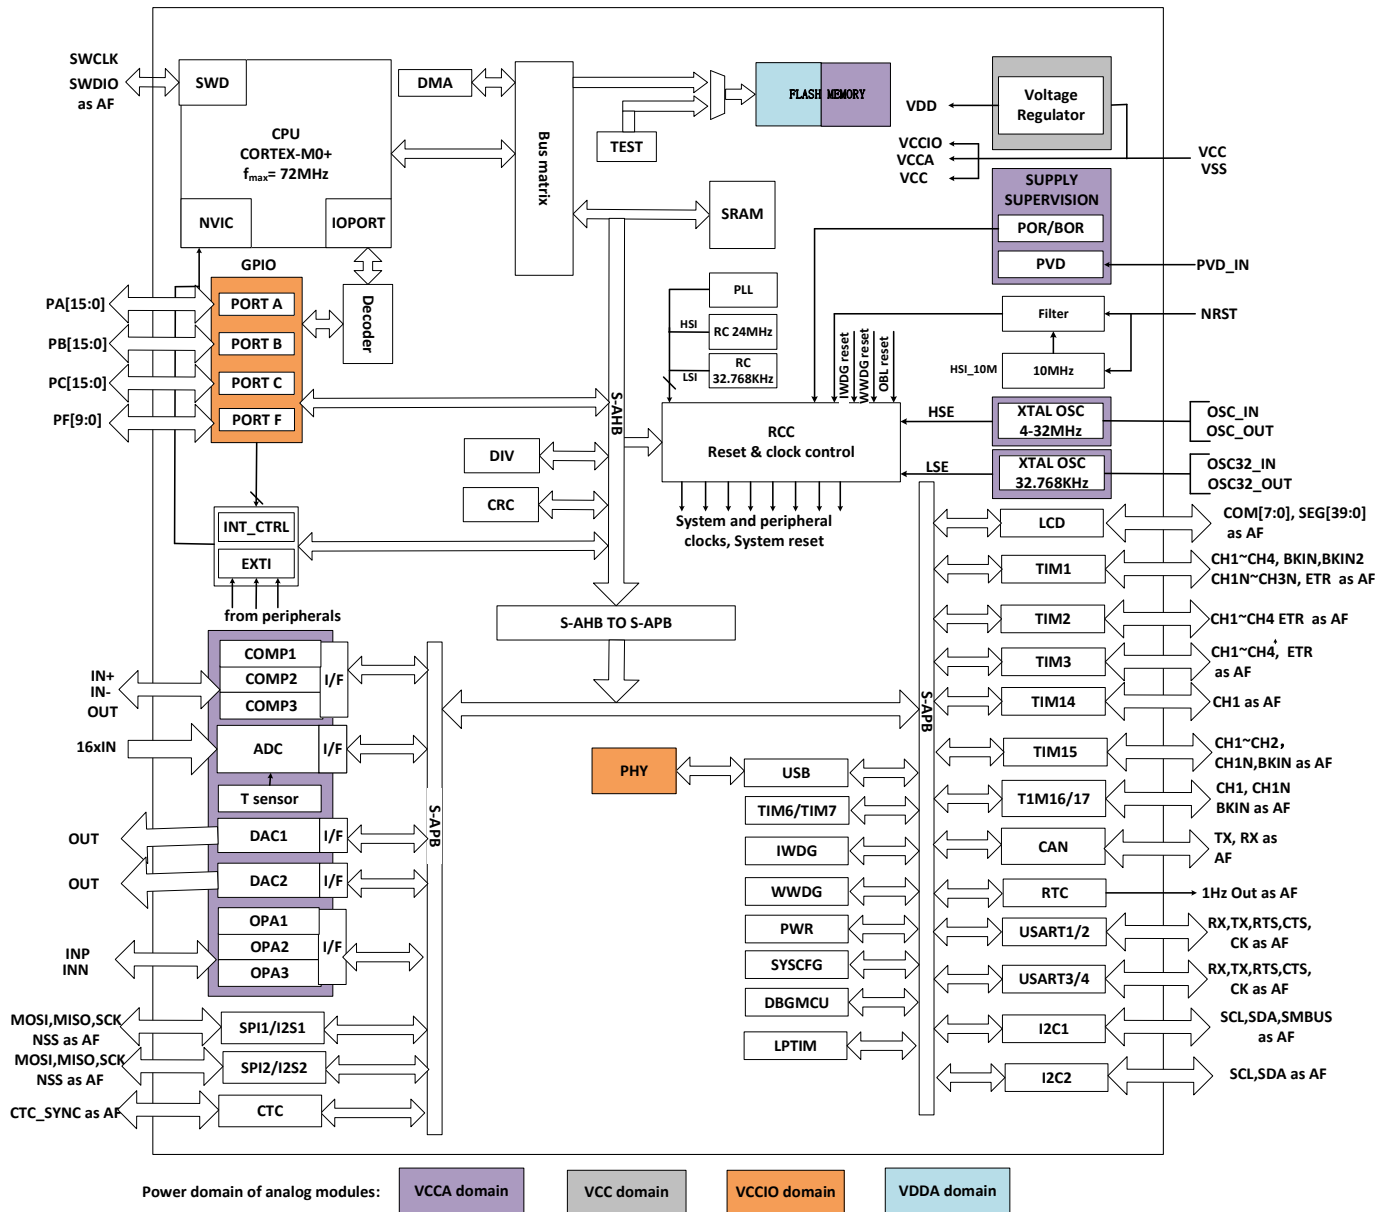 SWCLK
SWDIO
as AF
SWD
CPU
CORTEX-M0+
fmax= 72MHz
NVIC
IOPORT
DMA
Bus matrix
TEST
FLASH MEMORY
SRAM
Voltage
Regulator
VDD
VCCIO
VCCA
VCC
VCC
VSS
SUPPLY
SUPERVISION
POR/BOR
PVD
PVD_IN
GPIO
PORT A
PORT B
PORT C
PORT F
PA[15:0]
PB[15:0]
PC[15:0]
PF[9:0]
Decoder
PLL
HSI
RC 24MHz
LSI
RC
32.768KHz
IWDG reset
WWDG reset
OBL reset
Filter
NRST
HSI_10M
10MHz
S-AHB
RCC
Reset & clock control
HSE
XTAL OSC
4-32MHz
OSC_IN
OSC_OUT
LSE
XTAL OSC
32.768KHz
OSC32_IN
OSC32_OUT
DIV
CRC
System and peripheral
clocks, System reset
INT_CTRL
EXTI
from peripherals
S-AHB TO S-APB
COMP1
COMP2
COMP3
I/F
IN+
IN-
OUT
16xIN
ADC
I/F
T sensor
OUT
DAC1
I/F
OUT
DAC2
I/F
OPA1
OPA2
OPA3
I/F
INP
INN
MOSI,MISO,SCK
NSS as AF
SPI1/I2S1
MOSI,MISO,SCK
NSS as AF
SPI2/I2S2
CTC_SYNC as AF
CTC
S-APB
PHY
USB
TIM6/TIM7
IWDG
WWDG
PWR
SYSCFG
DBGMCU
LPTIM
S-APB
LCD
COM[7:0], SEG[39:0]
as AF
TIM1
CH1~CH4, BKIN,BKIN2
CH1N~CH3N, ETR as AF
TIM2
CH1~CH4 ETR as AF
TIM3
CH1~CH4, ETR
as AF
TIM14
CH1 as AF
TIM15
CH1~CH2,
CH1N,BKIN as AF
T1M16/17
CH1, CH1N
BKIN as AF
CAN
TX, RX as
AF
RTC
1Hz Out as AF
USART1/2
RX,TX,RTS,CTS,
CK as AF
USART3/4
RX,TX,RTS,CTS,
CK as AF
I2C1
SCL,SDA,SMBUS
as AF
I2C2
SCL,SDA as AF
Power domain of analog modules:
VCCA domain
VCC domain
VCCIO domain
VDDA domain